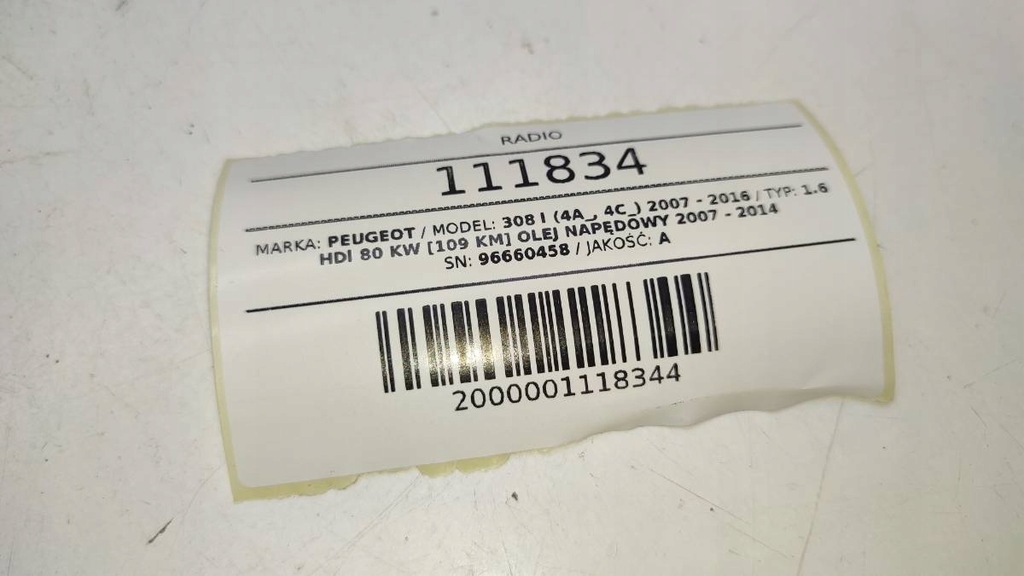 RADIO
111834
MARKA: PEUGEOT / MODEL: 308 I (4A_, 4C_) 2007 - 2016 / TYP: 1.6
HDI 80 KW [109 KM] OLEJ NAPĘDOWY 2007 - 2014
SN: 96660458 / JAKOŚĆ: A
2000001118344